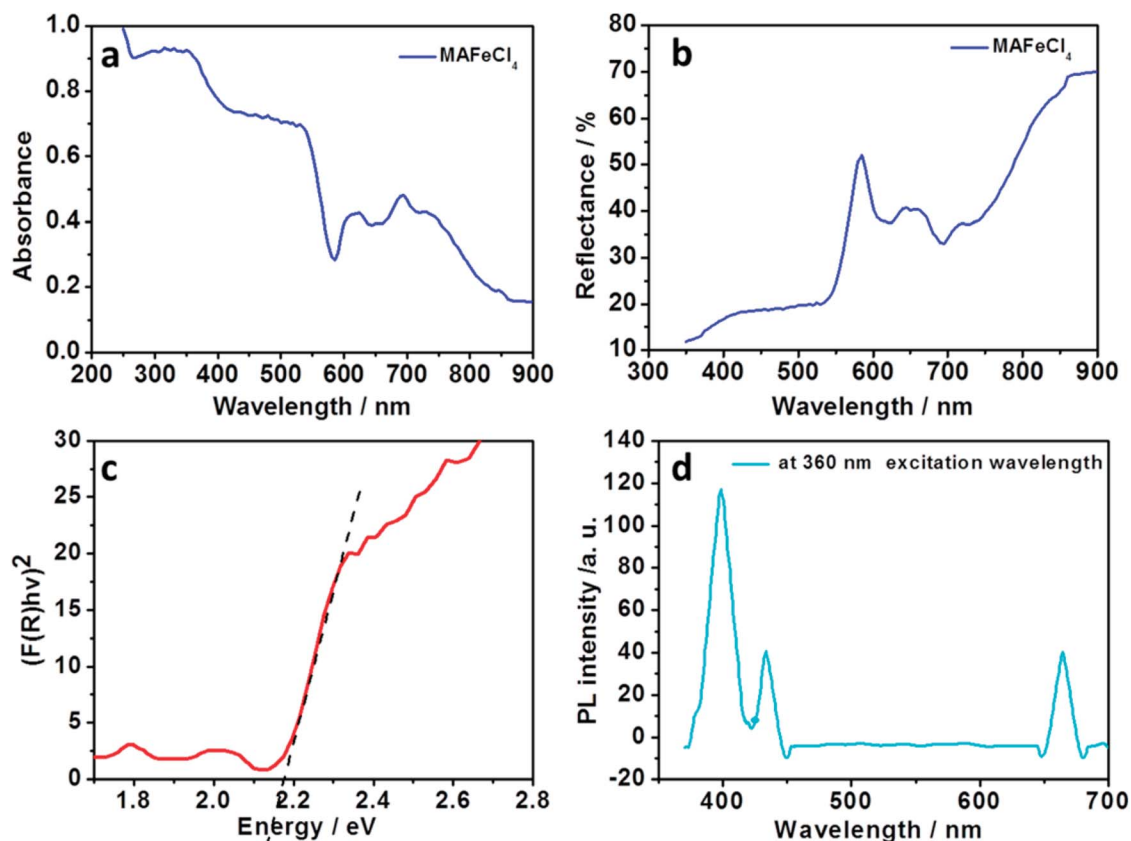 a
MAFeCl₄
Absorbance
1.0
0.8
0.6
0.4
0.2
0.0
200 300 400 500 600 700 800 900
Wavelength / nm
b
MAFeCl₄
Reflectance / %
80
70
60
50
40
30
20
10
300 400 500 600 700 800 900
Wavelength / nm
c
(F(R)hv)²
30
25
20
15
10
5
0
1.8 2.0 2.2 2.4 2.6 2.8
Energy / eV
d
at 360 nm excitation wavelength
PL intensity /a. u.
140
120
100
80
60
40
20
0
-20
400 500 600 700
Wavelength / nm